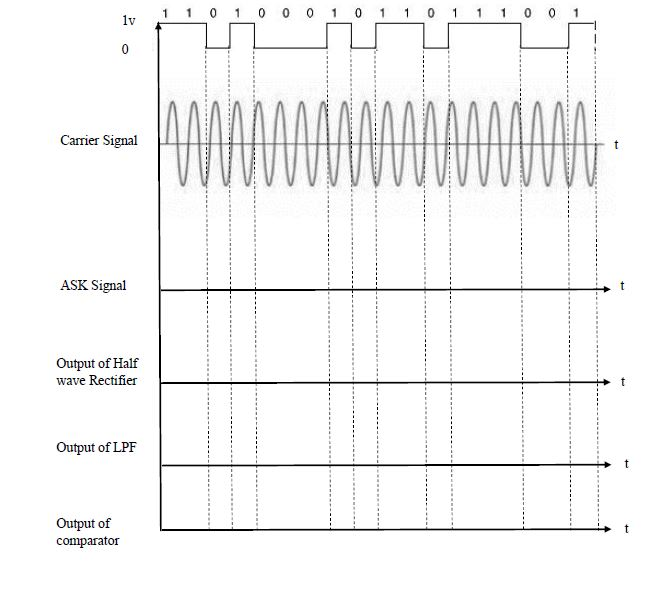 1 1 0 1 0 0 0 1 0 1 1 0 1 1 1 0 0 1
1v
0
Carrier Signal
t
ASK Signal
t
Output of Half
wave Rectifier
t
Output of LPF
t
Output of
comparator
t